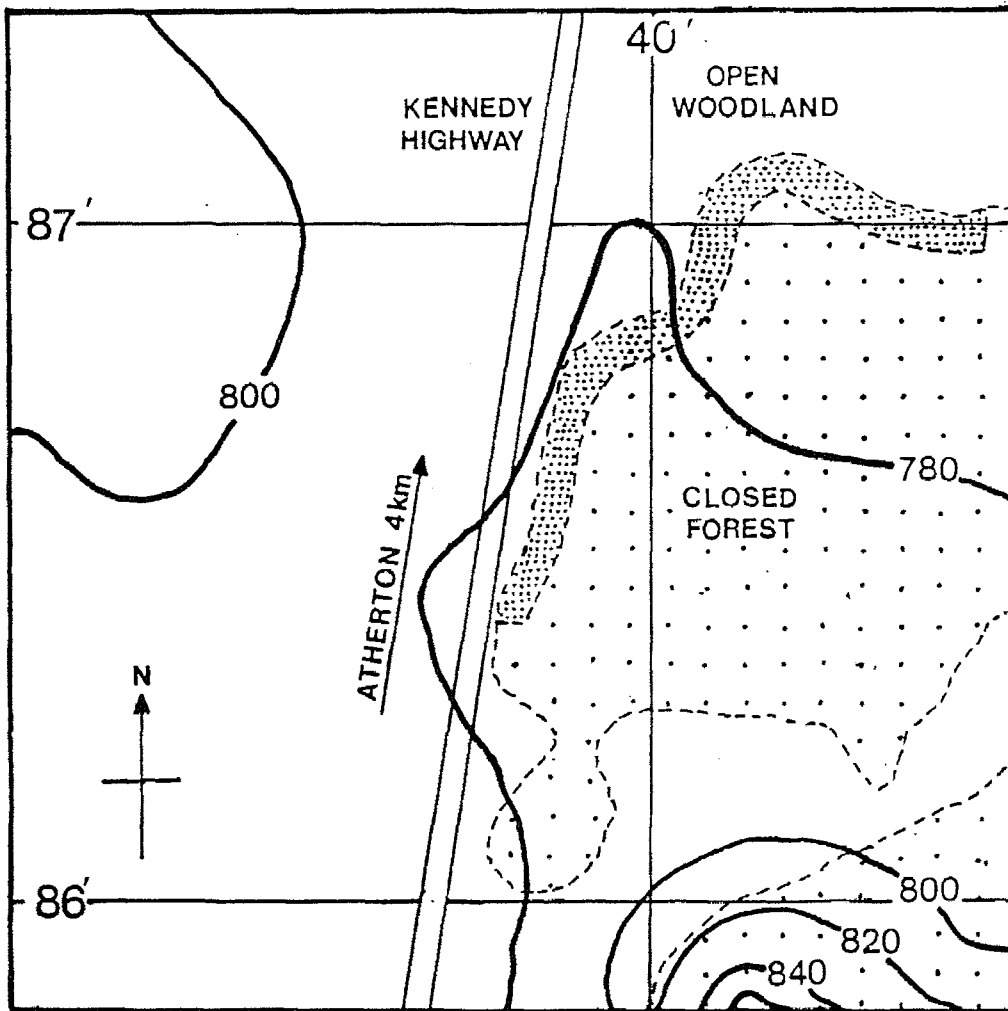 40′
OPEN
WOODLAND
KENNEDY
HIGHWAY
87′
800
780
CLOSED
FOREST
ATHERTON 4km
N
86′
800
820
840